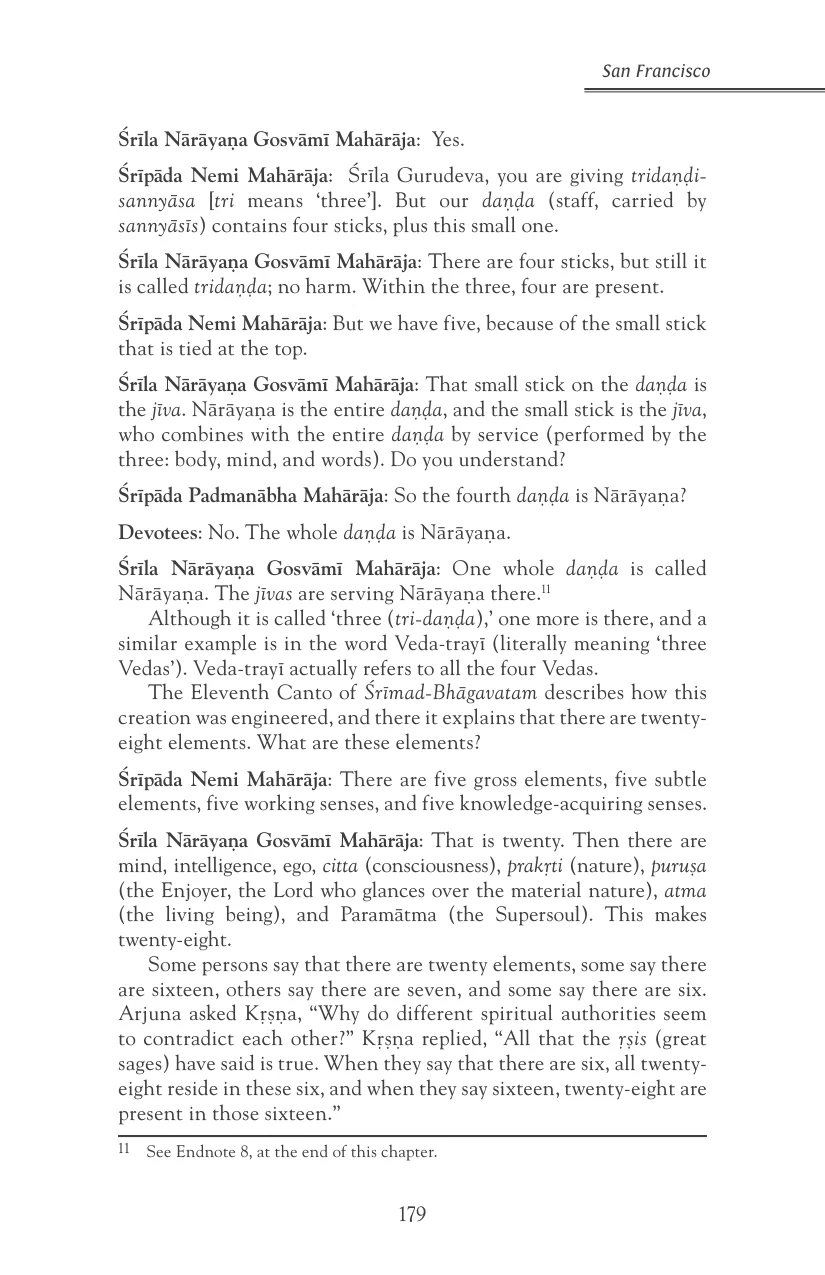 San Francisco
Śrīla Nārāyaṇa Gosvāmī Mahārāja: Yes.
Śrīpāda Nemi Mahārāja: Śrīla Gurudeva, you are giving tridaṇḍi-
sannyāsa [tri means ‘three’]. But our daṇḍa (staff, carried by
sannyāsīs) contains four sticks, plus this small one.
Śrīla Nārāyaṇa Gosvāmī Mahārāja: There are four sticks, but still it
is called tridaṇḍa; no harm. Within the three, four are present.
Śrīpāda Nemi Mahārāja: But we have five, because of the small stick
that is tied at the top.
Śrīla Nārāyaṇa Gosvāmī Mahārāja: That small stick on the daṇḍa is
the jīva. Nārāyaṇa is the entire daṇḍa, and the small stick is the jīva,
who combines with the entire daṇḍa by service (performed by the
three: body, mind, and words). Do you understand?
Śrīpāda Padmanābha Mahārāja: So the fourth daṇḍa is Nārāyaṇa?
Devotees: No. The whole daṇḍa is Nārāyaṇa.
Śrīla Nārāyaṇa Gosvāmī Mahārāja: One whole daṇḍa is called
Nārāyaṇa. The jīvas are serving Nārāyaṇa there.11
Although it is called ‘three (tri-daṇḍa),’ one more is there, and a
similar example is in the word Veda-trayī (literally meaning ‘three
Vedas’). Veda-trayī actually refers to all the four Vedas.
The Eleventh Canto of Śrīmad-Bhāgavatam describes how this
creation was engineered, and there it explains that there are twenty-
eight elements. What are these elements?
Śrīpāda Nemi Mahārāja: There are five gross elements, five subtle
elements, five working senses, and five knowledge-acquiring senses.
Śrīla Nārāyaṇa Gosvāmī Mahārāja: That is twenty. Then there are
mind, intelligence, ego, citta (consciousness), prakṛti (nature), puruṣa
(the Enjoyer, the Lord who glances over the material nature), atma
(the living being), and Paramātma (the Supersoul). This makes
twenty-eight.
Some persons say that there are twenty elements, some say there
are sixteen, others say there are seven, and some say there are six.
Arjuna asked Kṛṣṇa, “Why do different spiritual authorities seem
to contradict each other?” Kṛṣṇa replied, “All that the ṛṣis (great
sages) have said is true. When they say that there are six, all twenty-
eight reside in these six, and when they say sixteen, twenty-eight are
present in those sixteen.”
11 See Endnote 8, at the end of this chapter.
179